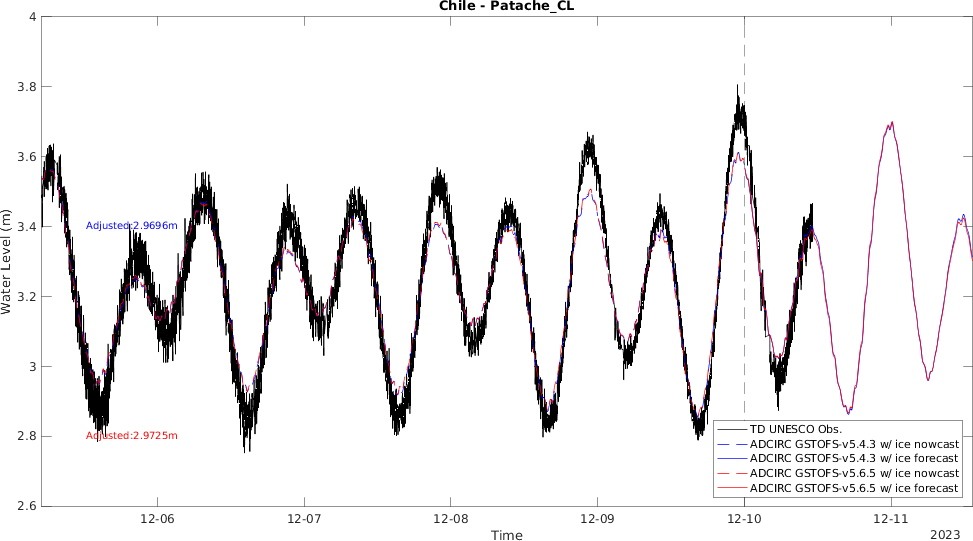 Chile - Patache_CL
Water Level (m)
4
3.8
3.6
3.4
3.2
3
2.8
2.6
Adjusted:2.9696m
Adjusted:2.9725m
TD UNESCO Obs.
ADCIRC GSTOFS-v5.4.3 w/ ice nowcast
ADCIRC GSTOFS-v5.4.3 w/ ice forecast
ADCIRC GSTOFS-v5.6.5 w/ ice nowcast
ADCIRC GSTOFS-v5.6.5 w/ ice forecast
12-06
12-07
12-08
12-09
12-10
12-11
Time
2023